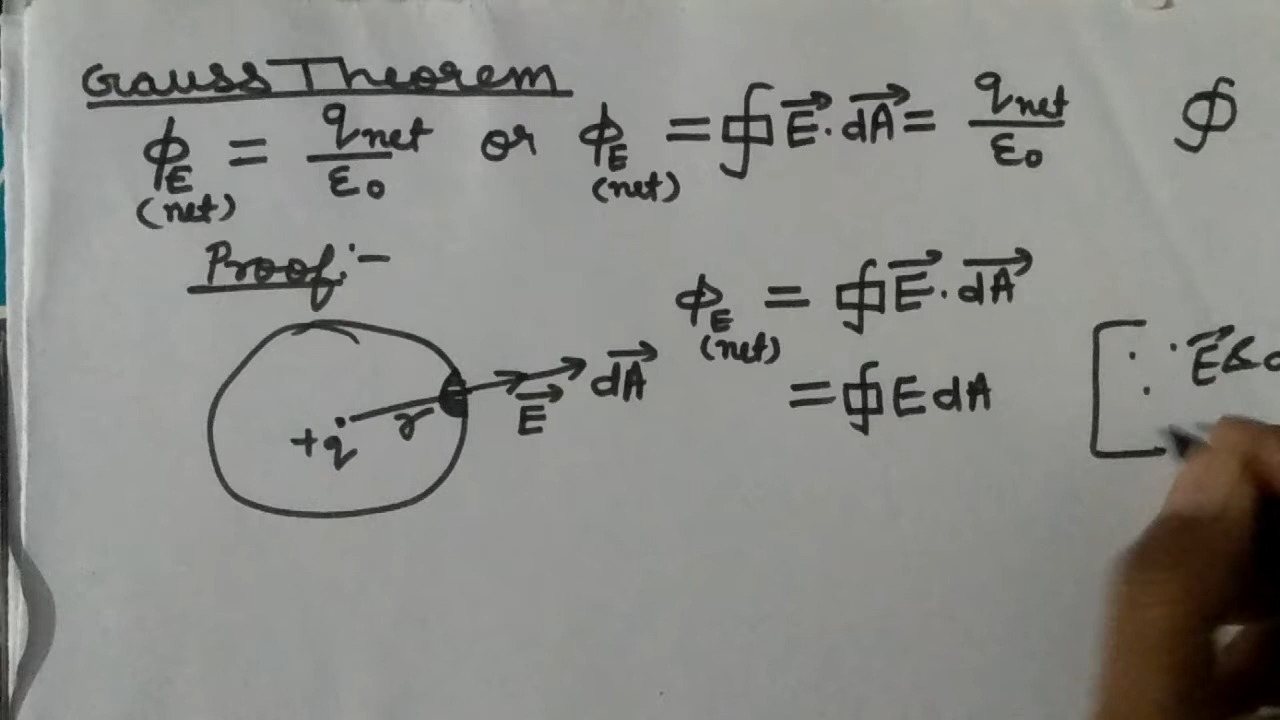 Gauss Theorem
ϕE (net) = qnet/ε0 or ϕE (net) = ∮E⃗.dA⃗ = qnet/ε0 ∮
Proof:-
ϕE (net) = ∮E⃗.dA⃗
= ∮E dA [∵ E⃗ &
+q r E⃗ dA⃗